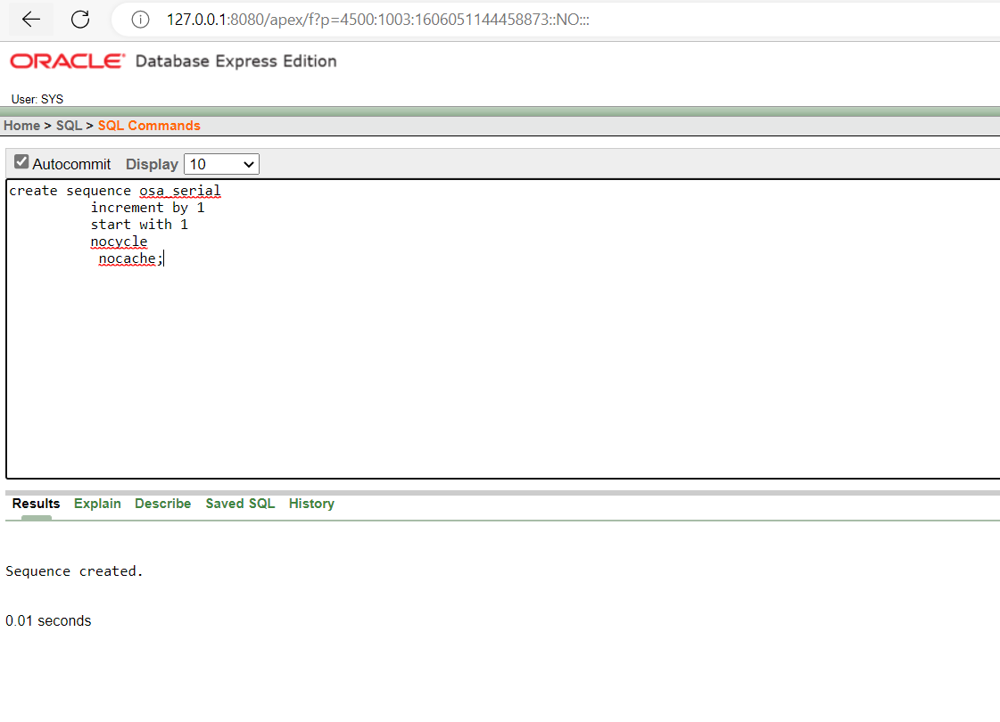 127.0.0.1:8080/apex/f?p=4500:1003:1606051144458873::NO:::
ORACLE Database Express Edition
User: SYS
Home > SQL > SQL Commands
Autocommit Display 10
create sequence osa_serial
increment by 1
start with 1
nocycle
nocache;
Results Explain Describe Saved SQL History
Sequence created.
0.01 seconds